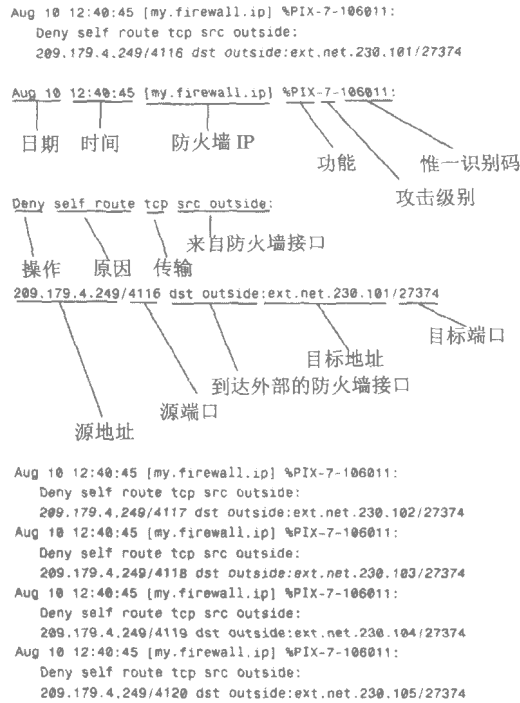 Aug 10 12:40:45 [my.firewall.ip] %PIX-7-106011:
Deny self route tcp src outside:
209.179.4.249/4116 dst outside:ext.net.230.101/27374
Aug 10 12:40:45 [my.firewall.ip] %PIX-7-106011:
日期 时间 防火墙 IP 功能 惟一识别码
攻击级别
Deny self route tcp src outside:
来自防火墙接口
操作 原因 传输
209.179.4.249/4116 dst outside:ext.net.230.101/27374
目标端口
目标地址
到达外部的防火墙接口
源端口
源地址
Aug 10 12:40:45 [my.firewall.ip] %PIX-7-106011:
Deny self route tcp src outside:
209.179.4.249/4117 dst outside:ext.net.230.102/27374
Aug 10 12:40:45 [my.firewall.ip] %PIX-7-106011:
Deny self route tcp src outside:
209.179.4.249/4118 dst outside:ext.net.230.103/27374
Aug 10 12:40:45 [my.firewall.ip] %PIX-7-106011:
Deny self route tcp src outside:
209.179.4.249/4119 dst outside:ext.net.230.104/27374
Aug 10 12:40:45 [my.firewall.ip] %PIX-7-106011:
Deny self route tcp src outside:
209.179.4.249/4120 dst outside:ext.net.230.105/27374